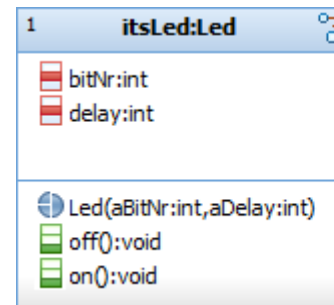 1
itsLed:Led
bitNr:int
delay:int
Led(aBitNr:int,aDelay:int)
off():void
on():void